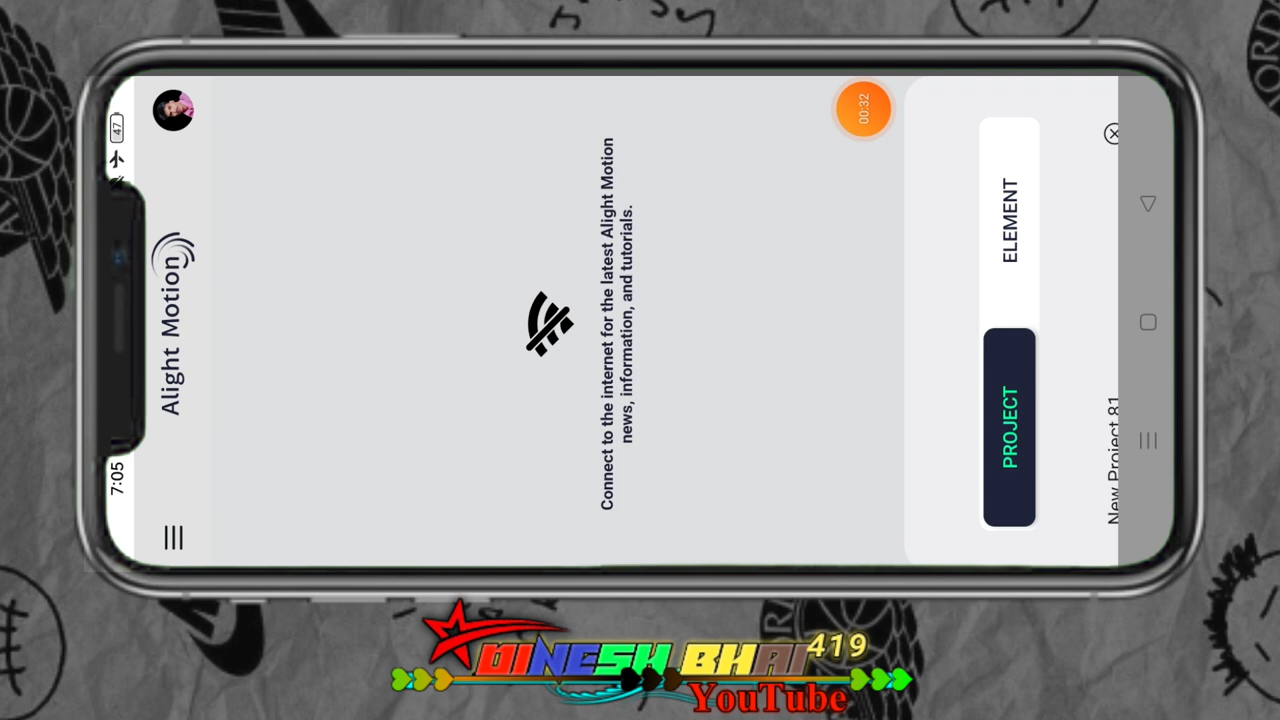 7:05
47
Alight Motion
Connect to the internet for the latest Alight Motion
news, information, and tutorials.
00:32
PROJECT
ELEMENT
New Project 81
DINESH BHAI 419
YouTube